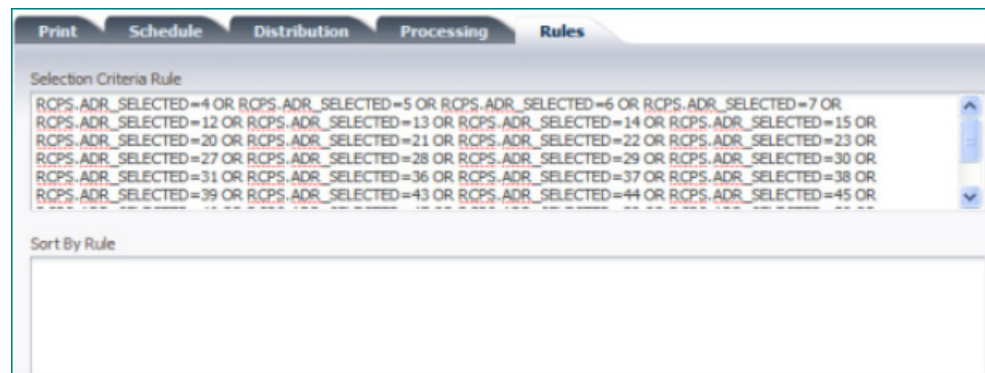 Print Schedule Distribution Processing Rules
Selection Criteria Rule
RCPS.ADR_SELECTED=4 OR RCPS.ADR_SELECTED=5 OR RCPS.ADR_SELECTED=6 OR RCPS.ADR_SELECTED=7 OR
RCPS.ADR_SELECTED=12 OR RCPS.ADR_SELECTED=13 OR RCPS.ADR_SELECTED=14 OR RCPS.ADR_SELECTED=15 OR
RCPS.ADR_SELECTED=20 OR RCPS.ADR_SELECTED=21 OR RCPS.ADR_SELECTED=22 OR RCPS.ADR_SELECTED=23 OR
RCPS.ADR_SELECTED=27 OR RCPS.ADR_SELECTED=28 OR RCPS.ADR_SELECTED=29 OR RCPS.ADR_SELECTED=30 OR
RCPS.ADR_SELECTED=31 OR RCPS.ADR_SELECTED=36 OR RCPS.ADR_SELECTED=37 OR RCPS.ADR_SELECTED=38 OR
RCPS.ADR_SELECTED=39 OR RCPS.ADR_SELECTED=43 OR RCPS.ADR_SELECTED=44 OR RCPS.ADR_SELECTED=45 OR
Sort By Rule